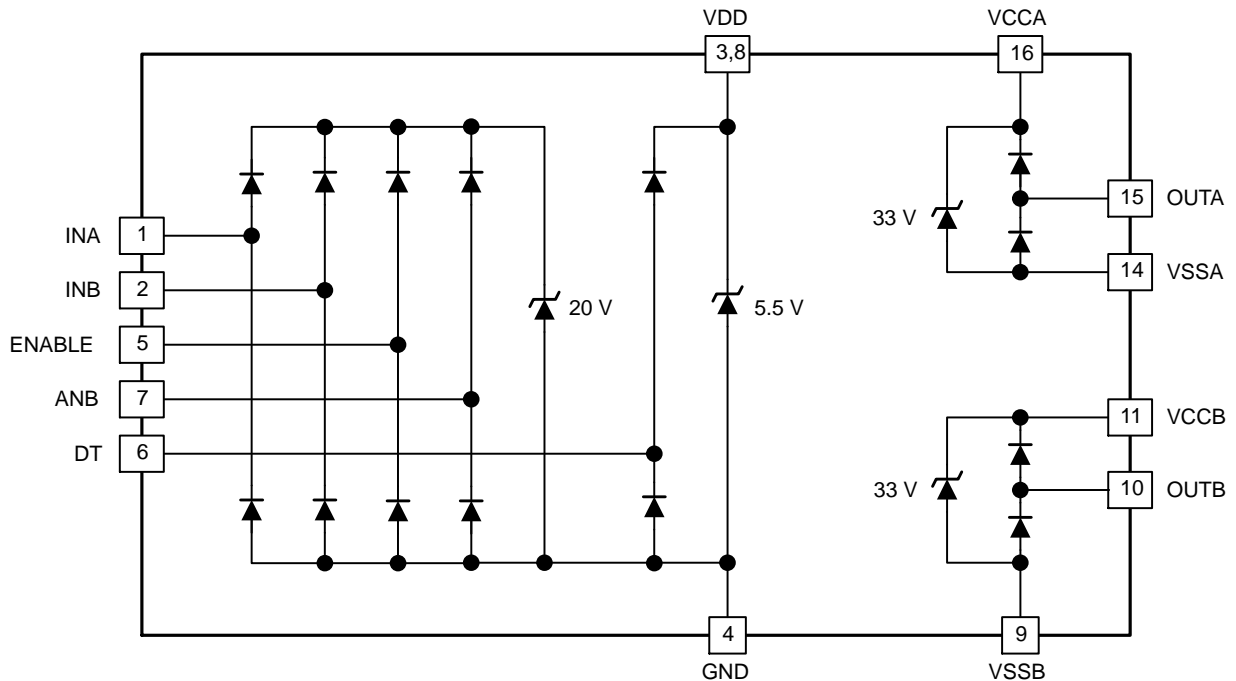 VDD
VCCA
3,8
16
33 V
15 OUTA
INA 1
14 VSSA
INB 2
20 V
5.5 V
ENABLE 5
ANB 7
11 VCCB
DT 6
33 V
10 OUTB
4
9
GND
VSSB